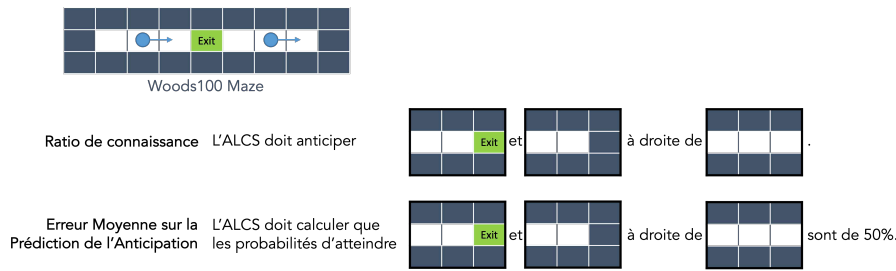 Exit
Woods100 Maze
Ratio de connaissance L'ALCS doit anticiper Exit et à droite de .
Erreur Moyenne sur la Prédiction de l'Anticipation
L'ALCS doit calculer que les probabilités d'atteindre Exit et à droite de sont de 50%.